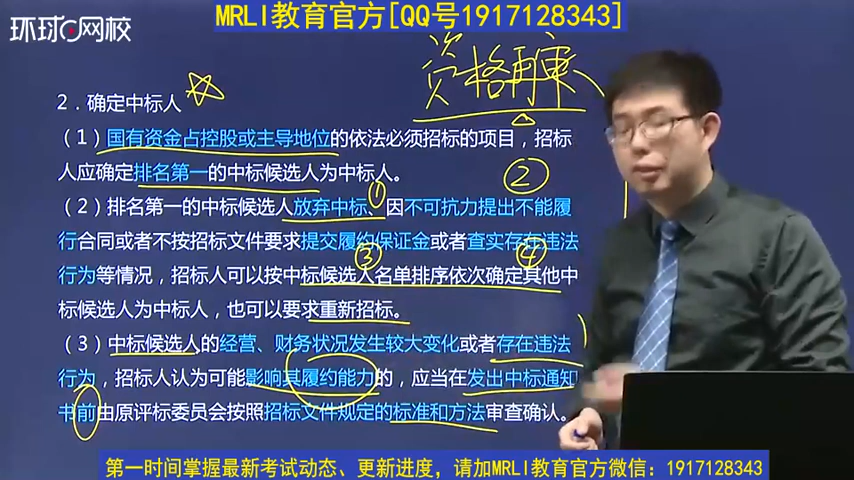 MRLI教育官方[QQ号1917128343]
环球网校
资格再审
2．确定中标人
（1）国有资金占控股或主导地位的依法必须招标的项目，招标
人应确定排名第一的中标候选人为中标人。
②
①
（2）排名第一的中标候选人放弃中标、因不可抗力提出不能履
行合同或者不按招标文件要求提交履约保证金或者查实存在违法
③ ④
行为等情况，招标人可以按中标候选人名单排序依次确定其他中
标候选人为中标人，也可以要求重新招标。
（3）中标候选人的经营、财务状况发生较大变化或者存在违法
行为，招标人认为可能影响其履约能力的，应当在发出中标通知
书前由原评标委员会按照招标文件规定的标准和方法审查确认。
第一时间掌握最新考试动态、更新进度，请加MRLI教育官方微信：1917128343